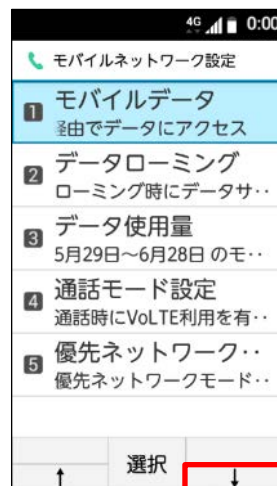 4G 0:00
モバイルネットワーク設定
1 モバイルデータ
経由でデータにアクセス
2 データローミング
ローミング時にデータサ‥
3 データ使用量
5月29日~6月28日 のモ‥
4 通話モード設定
通話時にVoLTE利用を有‥
5 優先ネットワーク‥
優先ネットワークモード‥
↑ 選択 ↓